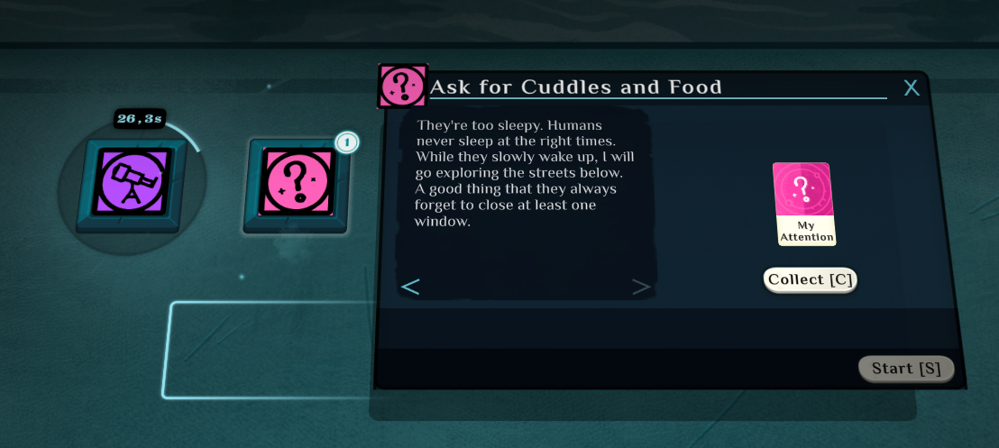 Ask for Cuddles and Food
X
26,3s
1
They're too sleepy. Humans
never sleep at the right times.
While they slowly wake up, I will
go exploring the streets below.
A good thing that they always
forget to close at least one
window.
My
Attention
Collect [C]
Start [S]